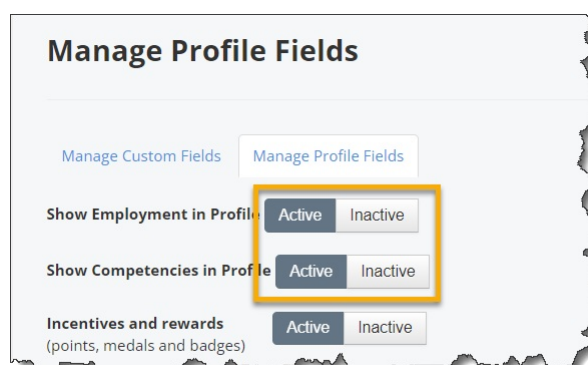 Manage Profile Fields
Manage Custom Fields Manage Profile Fields
Show Employment in Profile Active Inactive
Show Competencies in Profile Active Inactive
Incentives and rewards Active Inactive
(points, medals and badges)